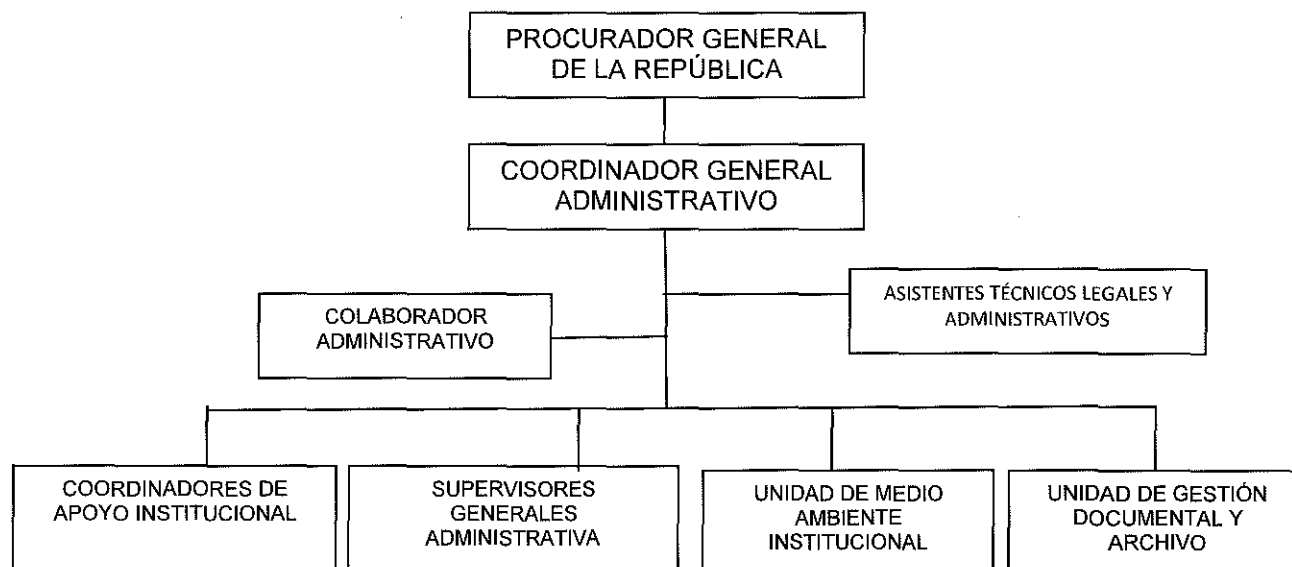 PROCURADOR GENERAL
DE LA REPÚBLICA
COORDINADOR GENERAL
ADMINISTRATIVO
COLABORADOR
ADMINISTRATIVO
ASISTENTES TÉCNICOS LEGALES Y
ADMINISTRATIVOS
COORDINADORES DE
APOYO INSTITUCIONAL
SUPERVISORES
GENERALES
ADMINISTRATIVA
UNIDAD DE MEDIO
AMBIENTE
INSTITUCIONAL
UNIDAD DE GESTIÓN
DOCUMENTAL Y
ARCHIVO